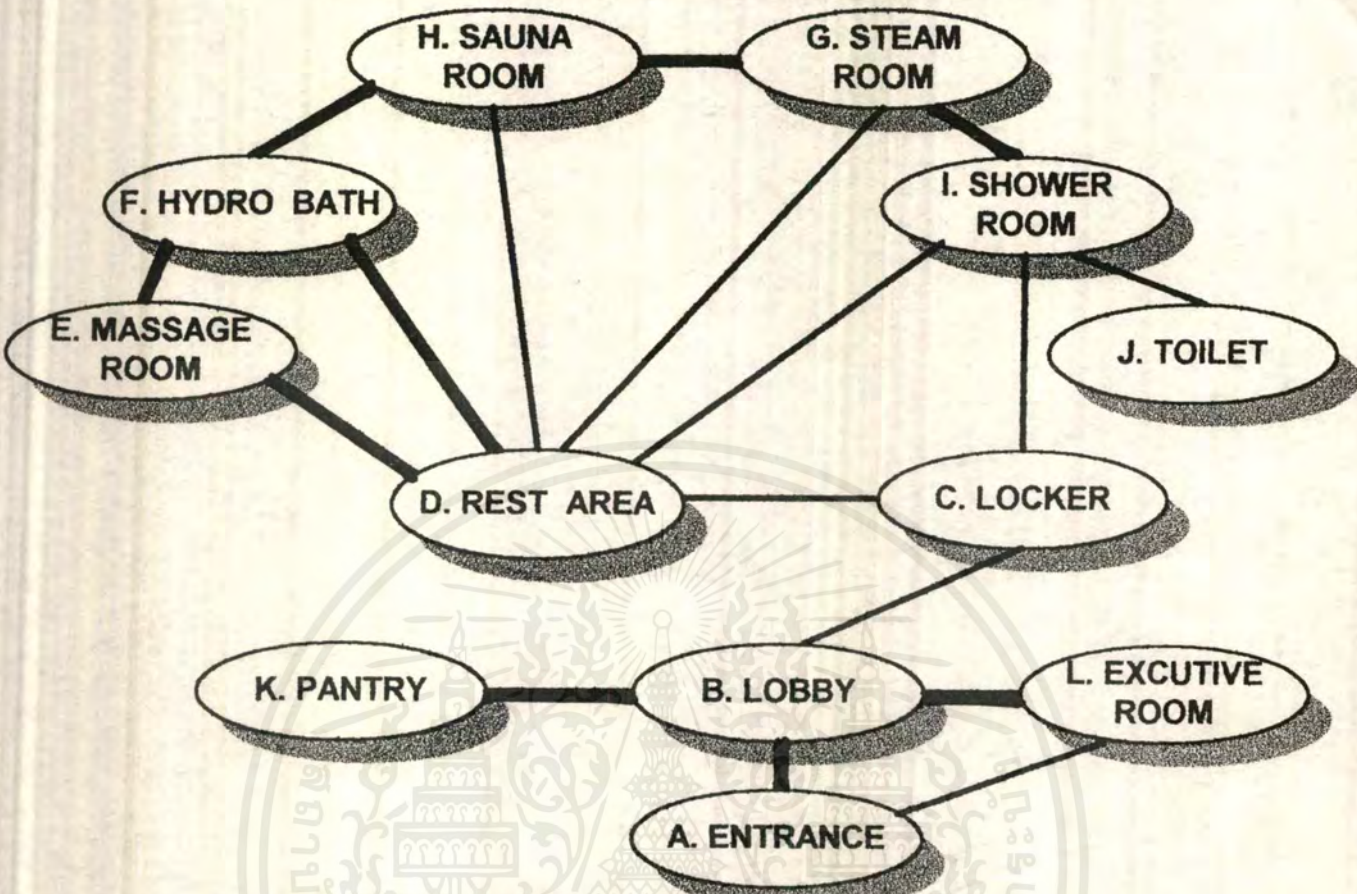 H. SAUNA
ROOM
G. STEAM
ROOM
F. HYDRO BATH
I. SHOWER
ROOM
E. MASSAGE
ROOM
J. TOILET
D. REST AREA
C. LOCKER
K. PANTRY
B. LOBBY
L. EXCUTIVE
ROOM
A. ENTRANCE